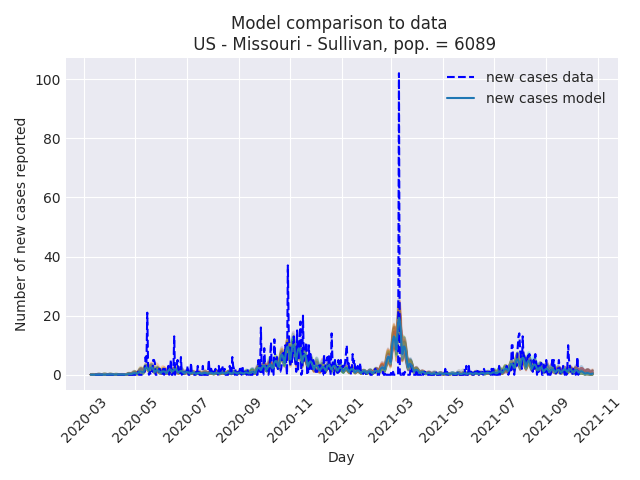 Model comparison to data
US - Missouri - Sullivan, pop. = 6089
new cases data
new cases model
Number of new cases reported
100
80
60
40
20
0
2020-03
2020-05
2020-07
2020-09
2020-11
2021-01
2021-03
2021-05
2021-07
2021-09
2021-11
Day